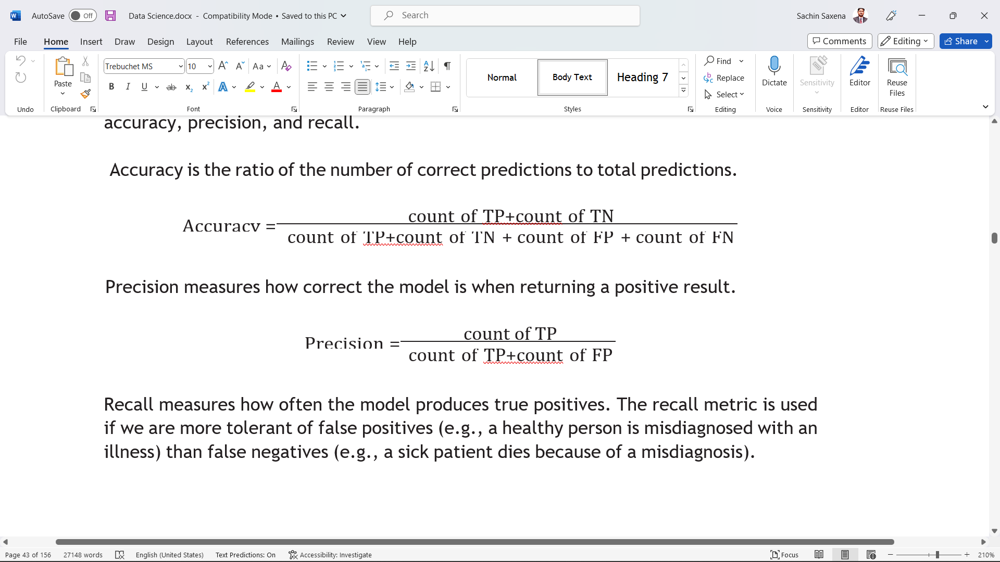 AutoSave Off Data Science.docx - Compatibility Mode • Saved to this PC Search Sachin Saxena
File Home Insert Draw Design Layout References Mailings Review View Help Comments Editing Share
Trebuchet MS 10 Aa Normal Body Text Heading 7 Find
Paste Dictate Sensitivity Editor Reuse Files
Replace
B I U ab x₂ x² A A Select
Undo Clipboard Font Paragraph Styles Editing Voice Sensitivity Editor Reuse Files
accuracy, precision, and recall.
Accuracy is the ratio of the number of correct predictions to total predictions.
count of TP+count of TN
Accuracy =
count of TP+count of TN + count of FP + count of FN
Precision measures how correct the model is when returning a positive result.
count of TP
Precision =
count of TP+count of FP
Recall measures how often the model produces true positives. The recall metric is used
if we are more tolerant of false positives (e.g., a healthy person is misdiagnosed with an
illness) than false negatives (e.g., a sick patient dies because of a misdiagnosis).
Page 43 of 156 27148 words English (United States) Text Predictions: On Accessibility: Investigate Focus 210%